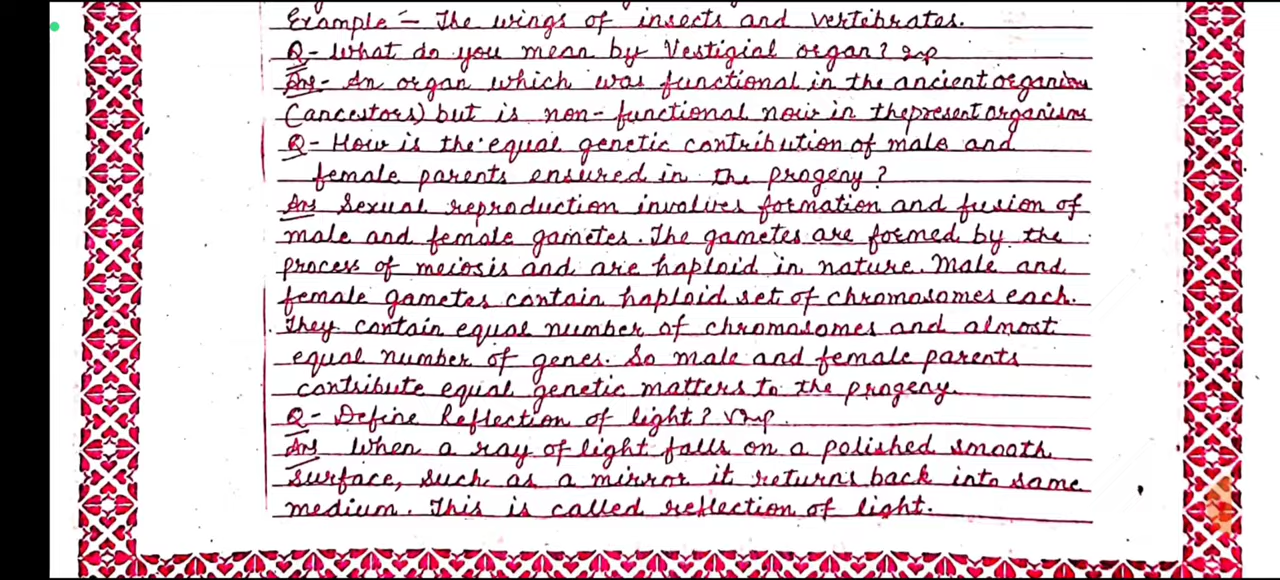 Example:- The wings of insects and vertebrates.
Q- What do you mean by Vestigial organ? Imp
Ans- An organ which was functional in the ancient organism
(ancestors) but is non-functional now in the present organisms
Q- How is the equal genetic contribution of male and
female parents ensured in the progeny?
Ans Sexual reproduction involves formation and fusion of
male and female gametes. The gametes are formed by the
process of meiosis and are haploid in nature. Male and
female gametes contain haploid set of chromosomes each.
They contain equal number of chromosomes and almost
equal number of genes. So male and female parents
contribute equal genetic matters to the progeny.
Q- Define Reflection of light? VImp.
Ans When a ray of light falls on a polished smooth
surface, such as a mirror it returns back into same
medium. This is called reflection of light.